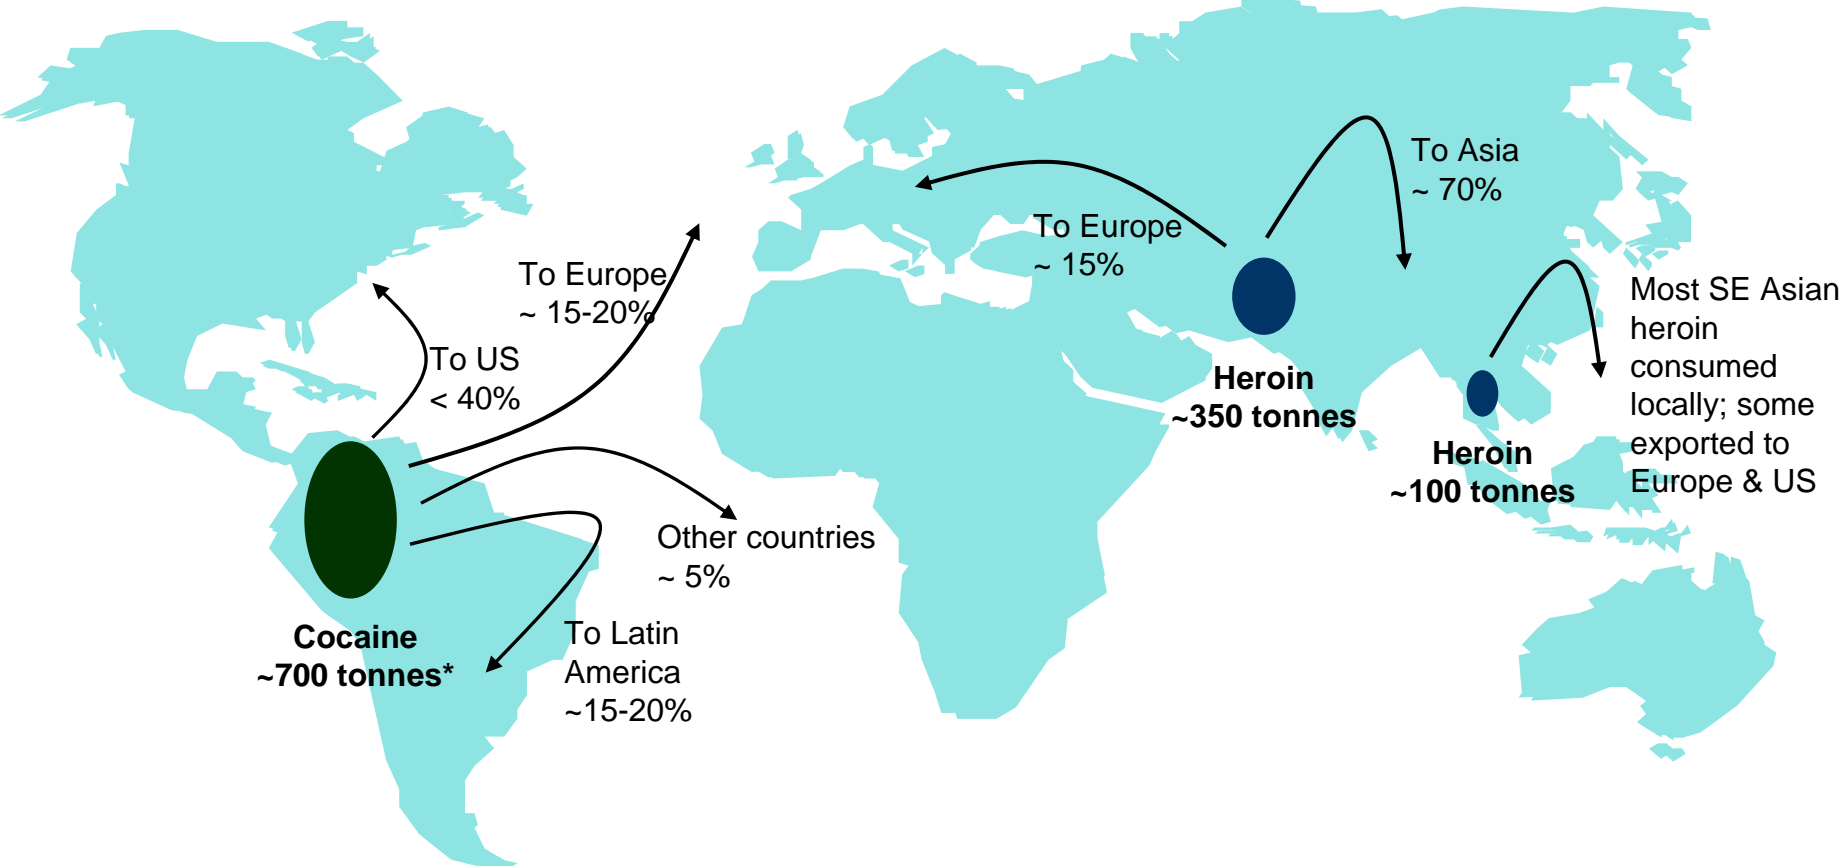 To Asia
~ 70%
To Europe
~ 15%
To Europe
~ 15-20%
To US
< 40%
Most SE Asian
heroin
consumed
locally; some
exported to
Europe & US
Heroin
~350 tonnes
Heroin
~100 tonnes
Other countries
~ 5%
Cocaine
~700 tonnes*
To Latin
America
~15-20%